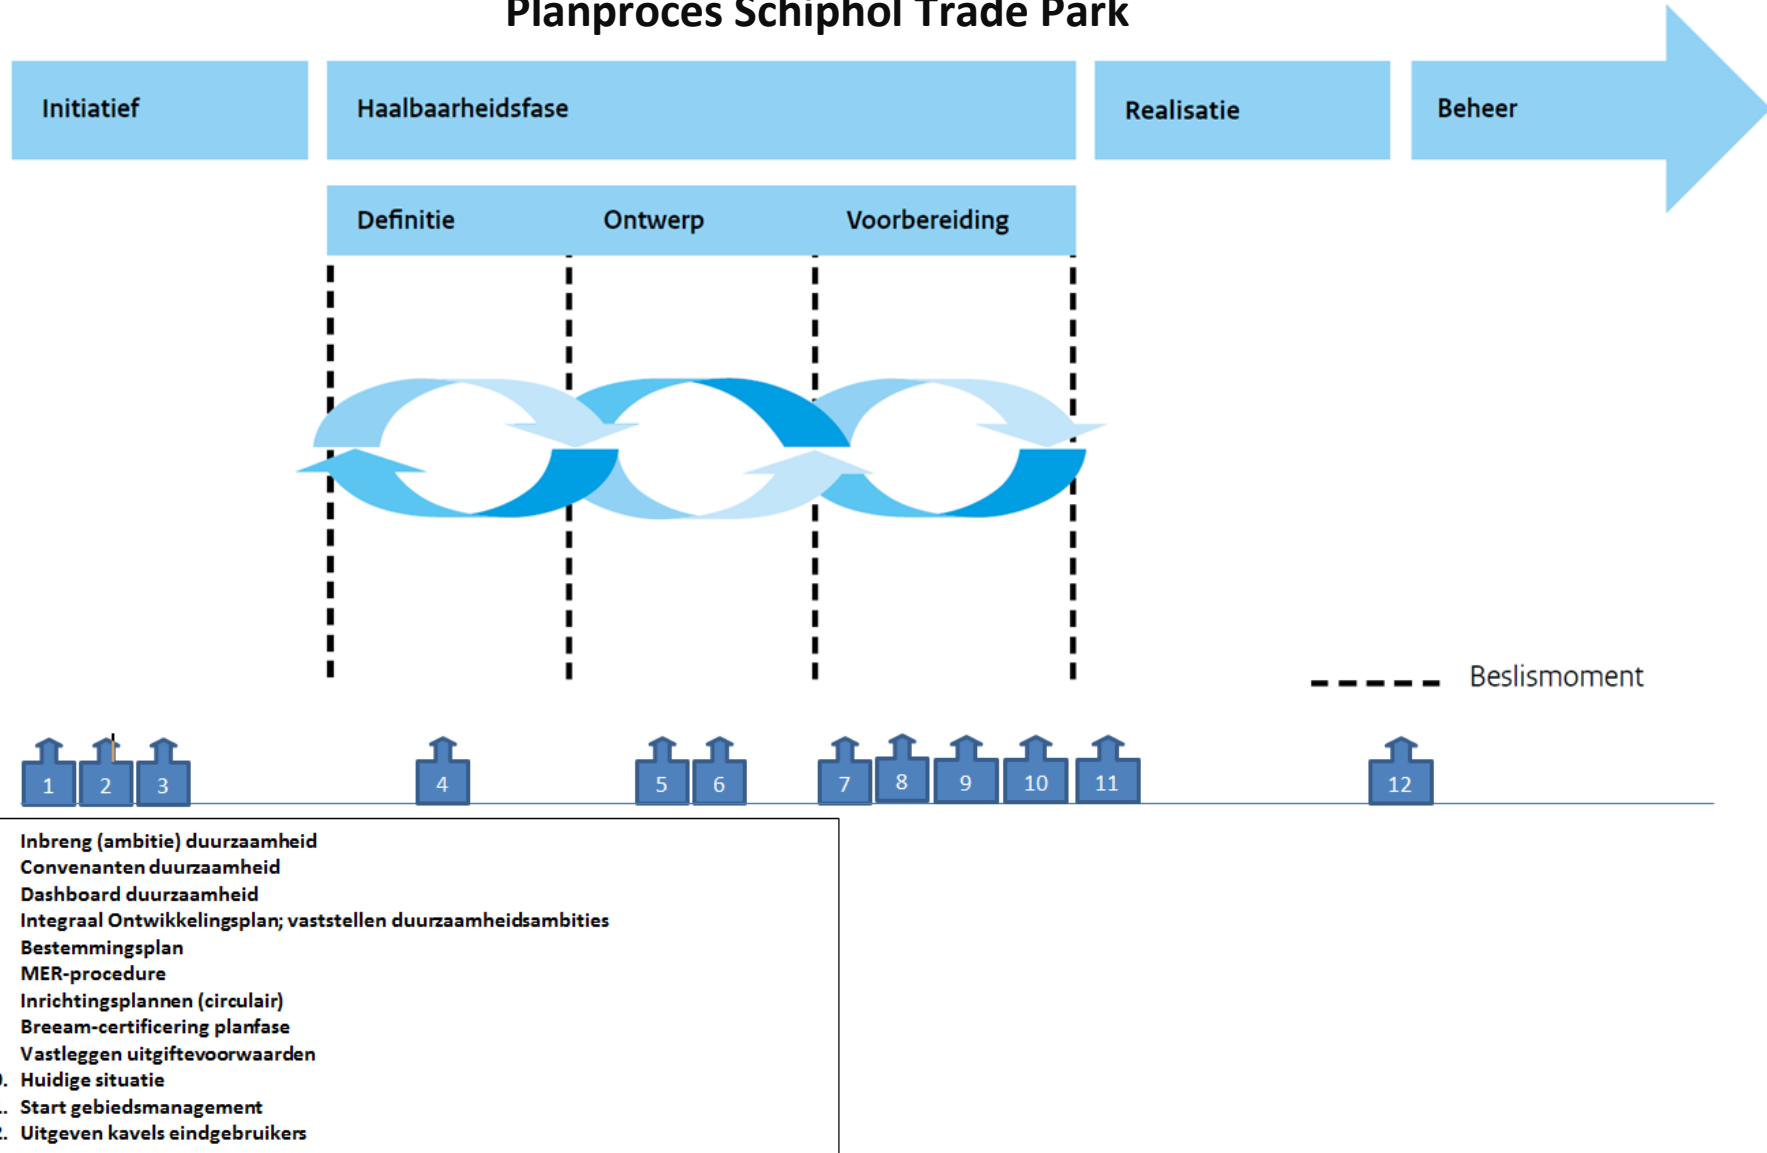 Planproces Schiphol Trade Park
Initiatief
Haalbaarheidsfase
Realisatie
Beheer
Definitie
Ontwerp
Voorbereiding
Beslismoment
1 2 3 4 5 6 7 8 9 10 11 12
Inbreng (ambitie) duurzaamheid
Convenanten duurzaamheid
Dashboard duurzaamheid
Integraal Ontwikkelingsplan; vaststellen duurzaamheidsambities
Bestemmingsplan
MER-procedure
Inrichtingsplannen (circulair)
Breeam-certificering planfase
Vastleggen uitgiftevoorwaarden
Huidige situatie
Start gebiedsmanagement
Uitgeven kavels eindgebruikers